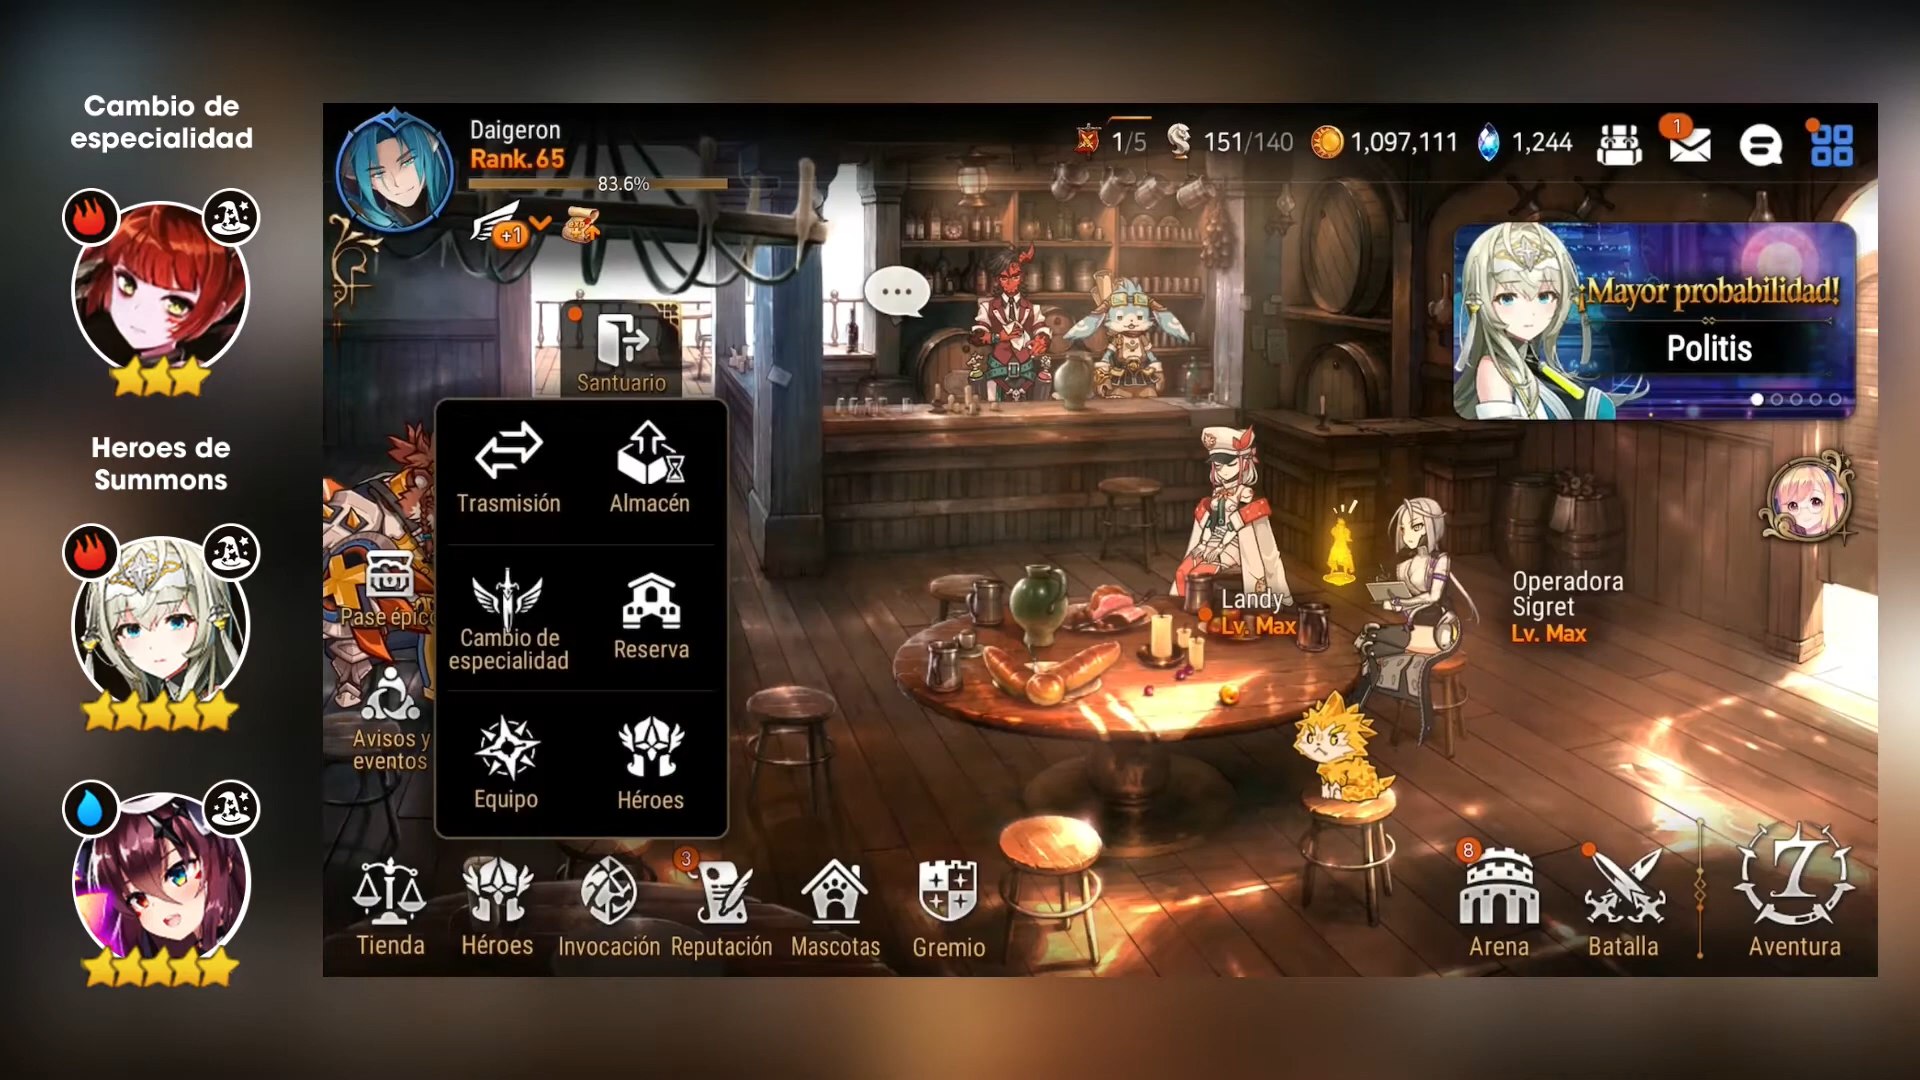 Cambio de
especialidad
Heroes de
Summons
Daigeron
Rank.65
83.6%
+1
1/5
151/140
1,097,111
1,244
1
¡Mayor probabilidad!
Politis
Santuario
Trasmisión
Almacén
Cambio de
especialidad
Reserva
Equipo
Héroes
Pase épico
Avisos y
eventos
Landy
Lv. Max
Operadora
Sigret
Lv. Max
Tienda
Héroes
Invocación
3
Reputación
Mascotas
Gremio
8
Arena
Batalla
7
Aventura